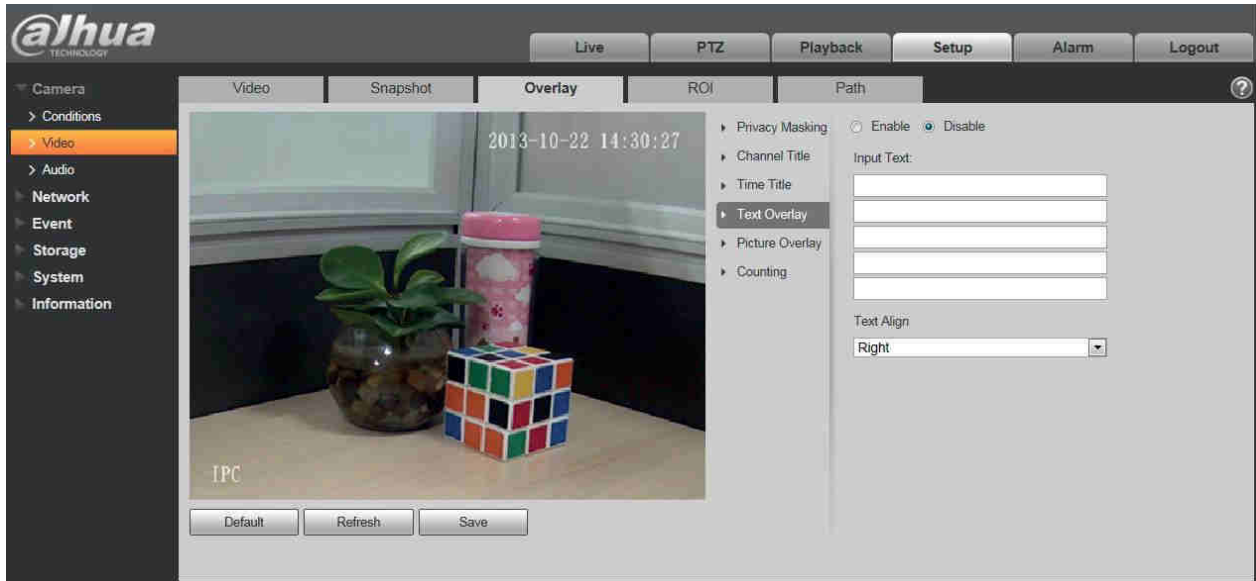 alhua
TECHNOLOGY
Live
PTZ
Playback
Setup
Alarm
Logout
Camera
Conditions
Video
Audio
Network
Event
Storage
System
Information
Video
Snapshot
Overlay
ROI
Path
?
2013-10-22 14:30:27
IPC
Default
Refresh
Save
Privacy Masking
Channel Title
Time Title
Text Overlay
Picture Overlay
Counting
Enable
Disable
Input Text:
Text Align
Right